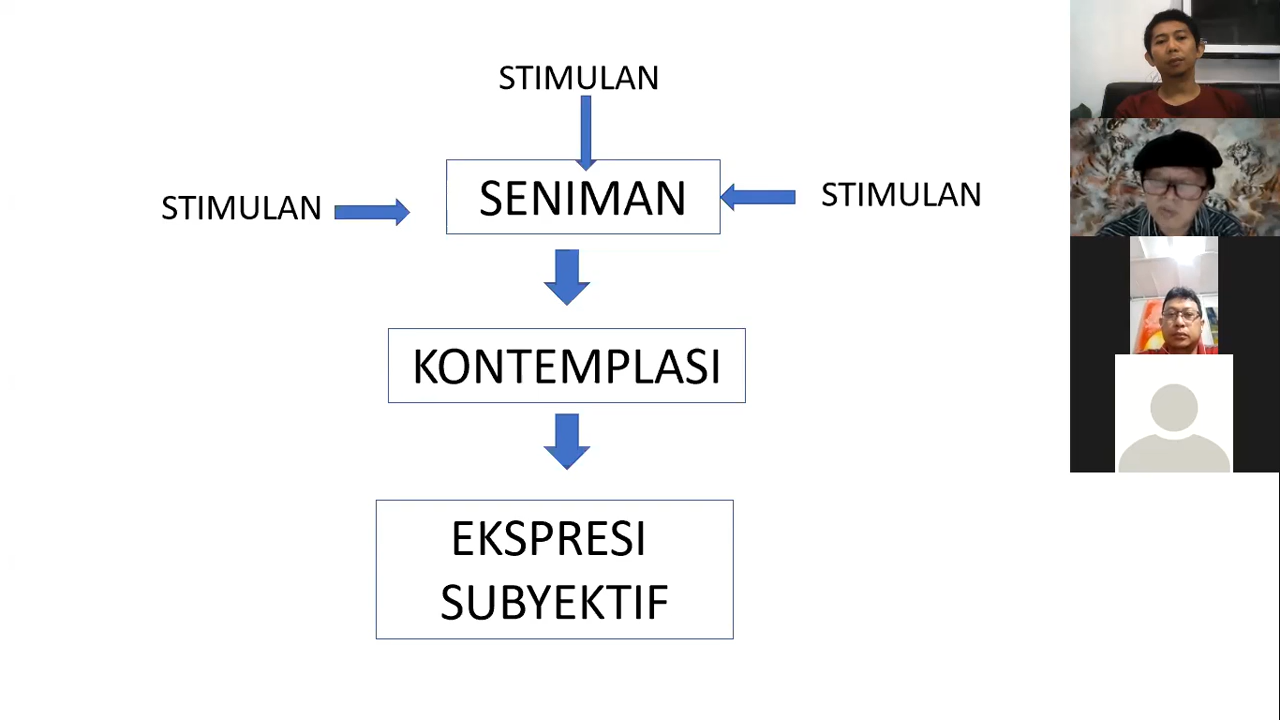 STIMULAN
STIMULAN
SENIMAN
STIMULAN
KONTEMPLASI
EKSPRESI
SUBYEKTIF